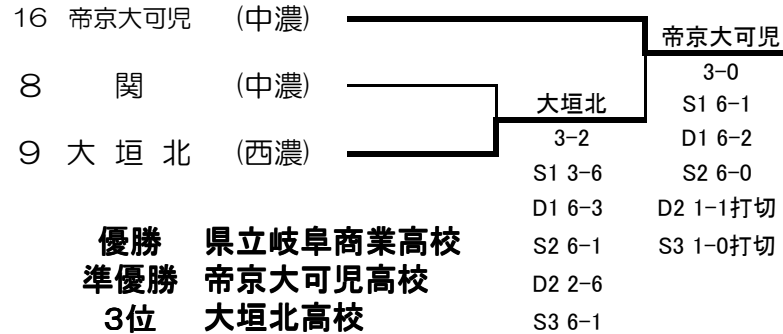 16 帝京大可児 (中濃)
帝京大可児
3-0
8 関 (中濃)
大垣北
S1 6-1
9 大垣北 (西濃)
3-2
D1 6-2
S1 3-6
S2 6-0
D1 6-3
D2 1-1打切
優勝 県立岐阜商業高校
S2 6-1
S3 1-0打切
準優勝 帝京大可児高校
D2 2-6
3位 大垣北高校
S3 6-1